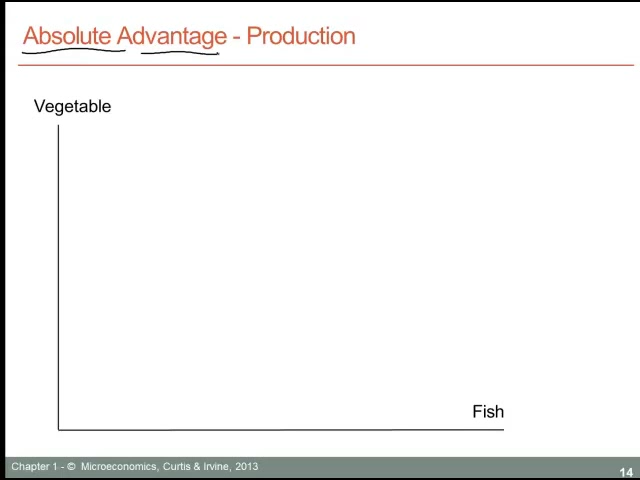 Absolute Advantage - Production
Vegetable
Fish
Chapter 1 - © Microeconomics, Curtis & Irvine, 2013
14